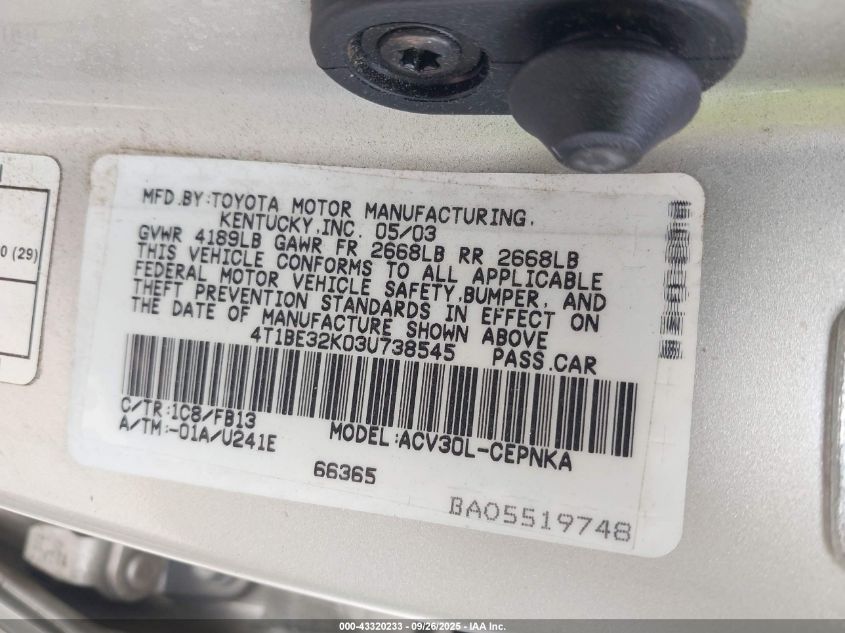 0 (29)
MFD.BY:TOYOTA MOTOR MANUFACTURING,
KENTUCKY,INC. 05/03
GVWR 4189LB GAWR FR 2668LB RR 2668LB
THIS VEHICLE CONFORMS TO ALL APPLICABLE
FEDERAL MOTOR VEHICLE SAFETY,BUMPER, AND
THEFT PREVENTION STANDARDS IN EFFECT ON
THE DATE OF MANUFACTURE SHOWN ABOVE
4T1BE32K03U738545 PASS.CAR
C/TR:1C8/FB13
A/TM:-01A/U241E MODEL:ACV30L-CEPNKA
66365
BA05519748
000-43320233 - 09/26/2025 - IAA Inc.